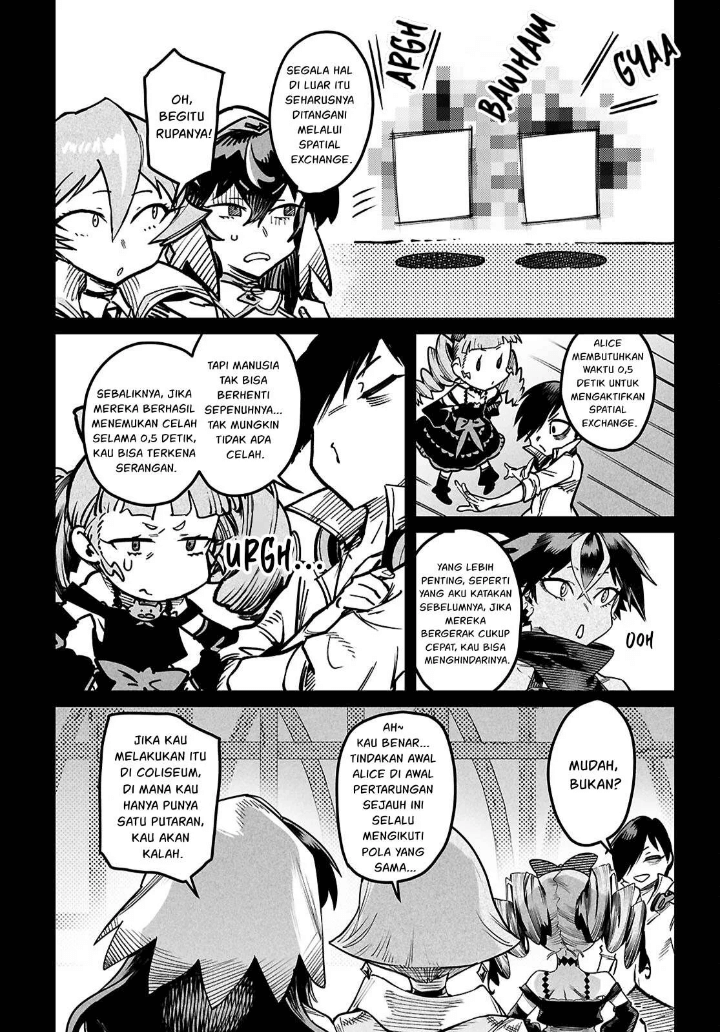 ARGH
BAWHAM
GYAA
SEGALA HAL
DI LUAR ITU
SEHARUSNYA
DITANGANI
MELALUI
SPATIAL
EXCHANGE.
OH,
BEGITU
RUPANYA!
ALICE
MEMBUTUHKAN
WAKTU 0,5
DETIK UNTUK
MENGAKTIFKAN
SPATIAL
EXCHANGE.
TAPI MANUSIA
TAK BISA
BERHENTI
SEPENUHNYA...
TAK MUNGKIN
TIDAK ADA
CELAH.
SEBALIKNYA, JIKA
MEREKA BERHASIL
MENEMUKAN CELAH
SELAMA 0,5 DETIK,
KAU BISA TERKENA
SERANGAN.
URGH...
YANG LEBIH
PENTING, SEPERTI
YANG AKU KATAKAN
SEBELUMNYA, JIKA
MEREKA
BERGERAK CUKUP
CEPAT, KAU BISA
MENGHINDARINYA.
OOH
MUDAH,
BUKAN?
AH~
KAU BENAR...
TINDAKAN AWAL
ALICE DI AWAL
PERTARUNGAN
SEJAUH INI
SELALU
MENGIKUTI
POLA YANG
SAMA...
JIKA KAU
MELAKUKAN ITU
DI COLISEUM,
DI MANA KAU
HANYA PUNYA
SATU PUTARAN,
KAU AKAN
KALAH.